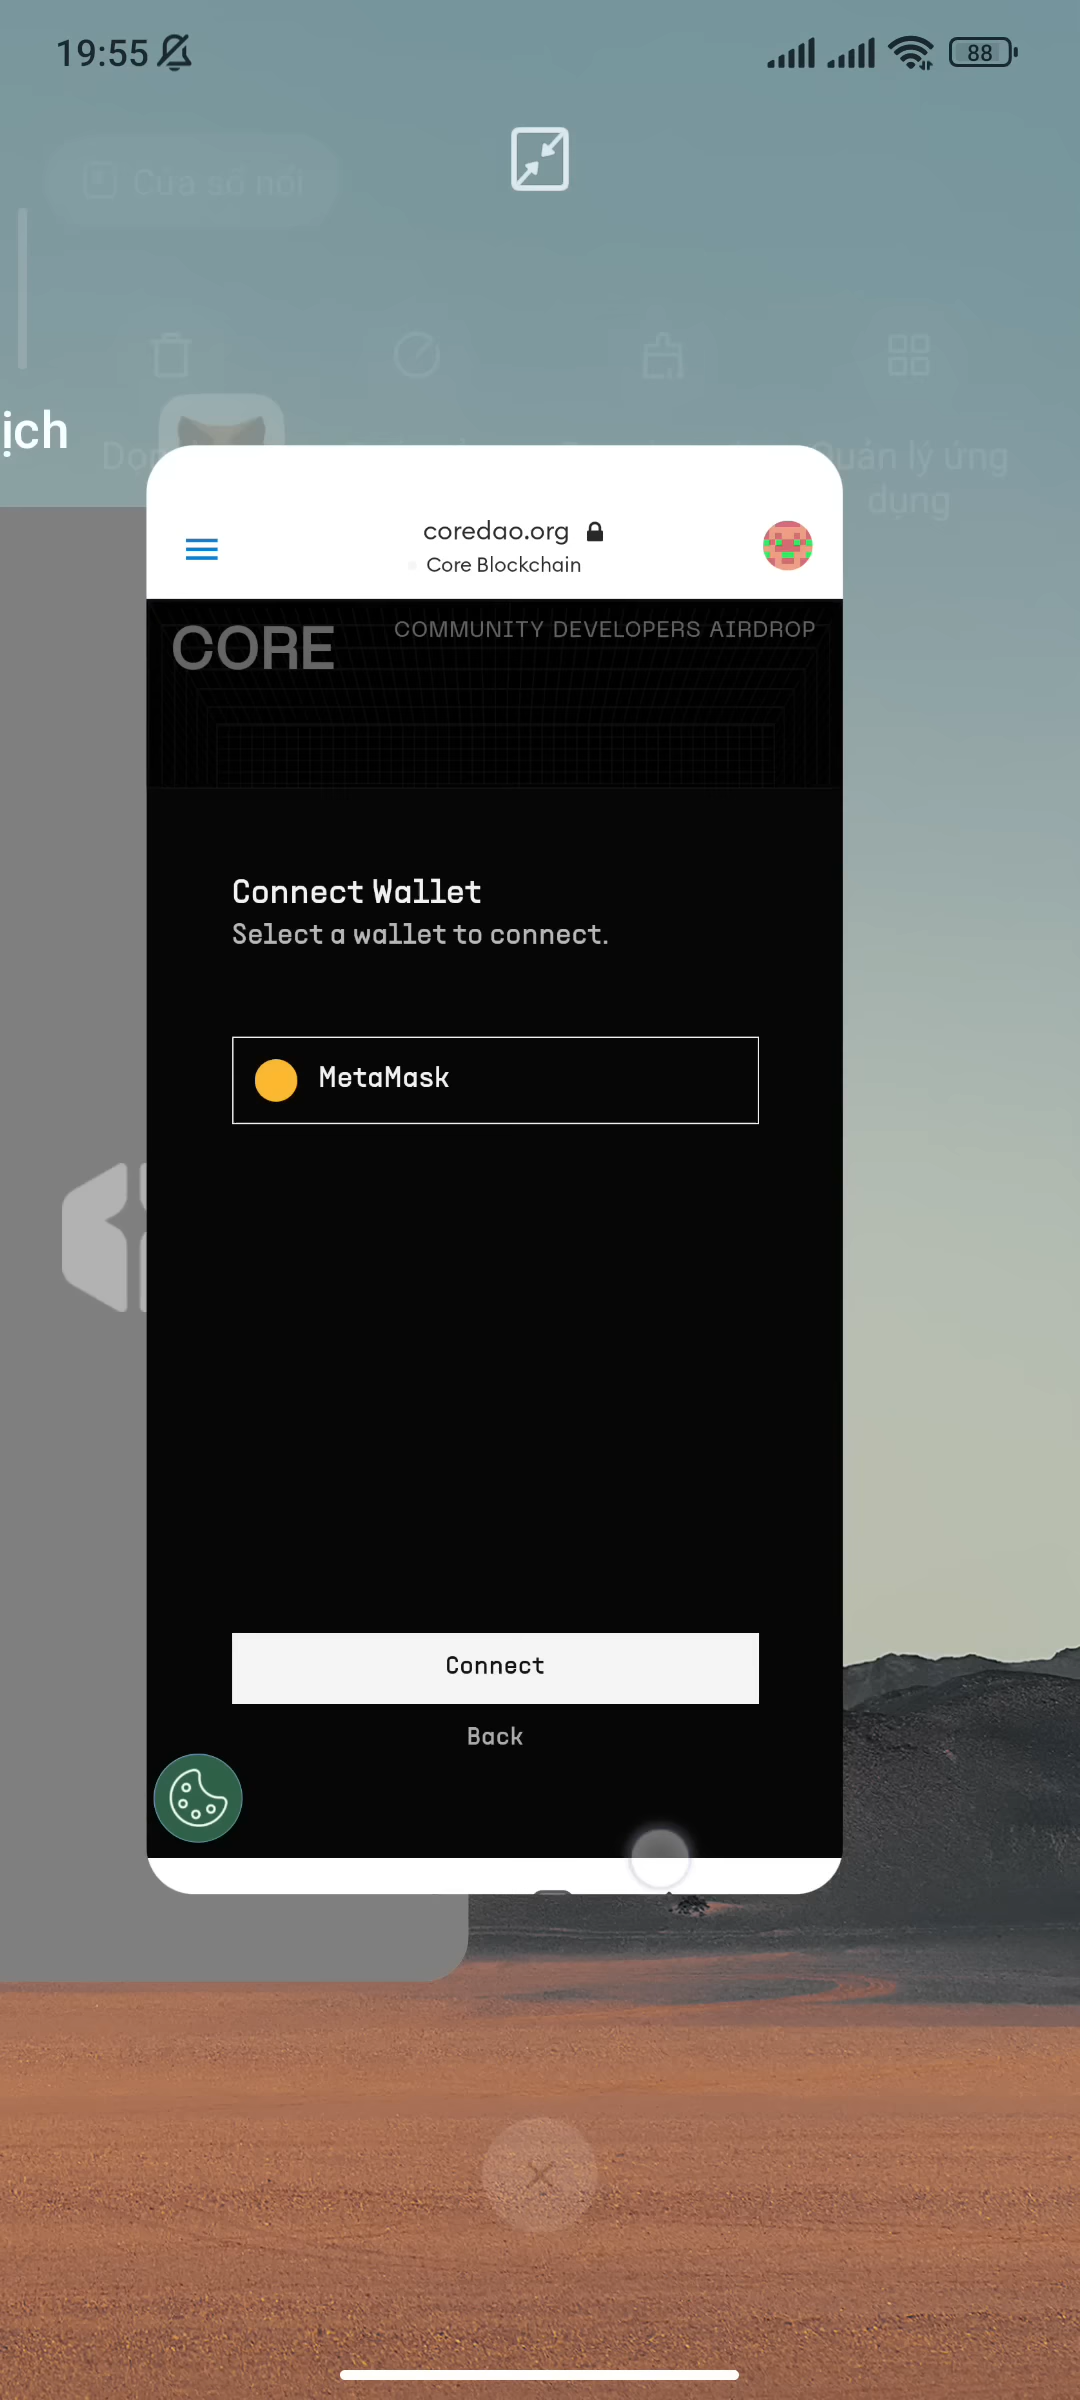 19:55
88
Cửa sổ nổi
ịch
Dọn
Quản lý ứng
dụng
coredao.org
Core Blockchain
CORE
COMMUNITY DEVELOPERS AIRDROP
Connect Wallet
Select a wallet to connect.
MetaMask
Connect
Back